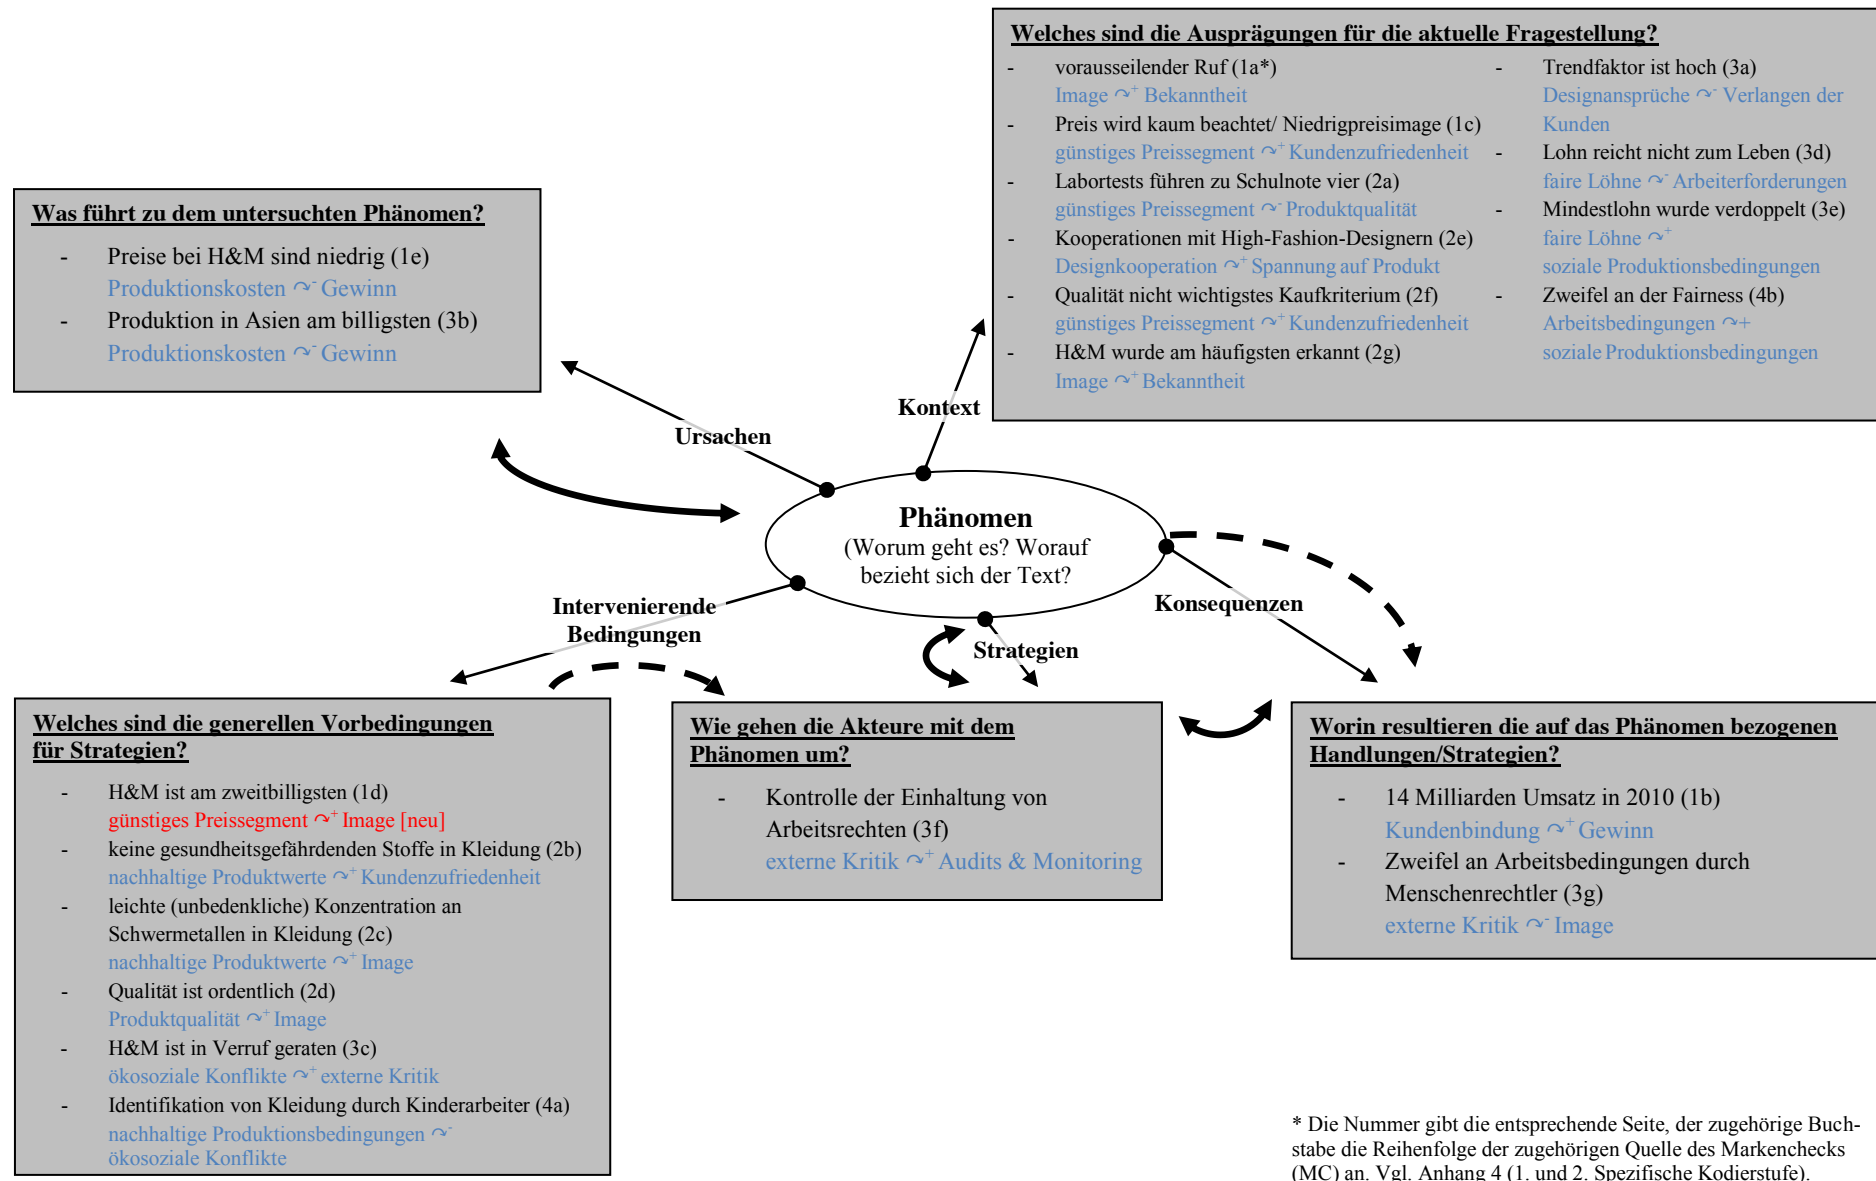 Welches sind die Ausprägungen für die aktuelle Fragestellung?
- vorauseilender Ruf (1a*)
Image ↷⁺ Bekanntheit
- Preis wird kaum beachtet/ Niedrigpreisimage (1c)
günstiges Preissegment ↷⁺ Kundenzufriedenheit
- Labortests führen zu Schulnote vier (2a)
günstiges Preissegment ↷⁻ Produktqualität
- Kooperationen mit High-Fashion-Designern (2e)
Designkooperation ↷⁺ Spannung auf Produkt
- Qualität nicht wichtigstes Kaufkriterium (2f)
günstiges Preissegment ↷⁺ Kundenzufriedenheit
- H&M wurde am häufigsten erkannt (2g)
Image ↷⁺ Bekanntheit
- Trendfaktor ist hoch (3a)
Designansprüche ↷⁻ Verlangen der
Kunden
- Lohn reicht nicht zum Leben (3d)
faire Löhne ↷⁻ Arbeiterforderungen
- Mindestlohn wurde verdoppelt (3e)
faire Löhne ↷⁺
soziale Produktionsbedingungen
- Zweifel an der Fairness (4b)
Arbeitsbedingungen ↷+
soziale Produktionsbedingungen
Was führt zu dem untersuchten Phänomen?
- Preise bei H&M sind niedrig (1e)
Produktionskosten ↷⁻ Gewinn
- Produktion in Asien am billigsten (3b)
Produktionskosten ↷⁻ Gewinn
Kontext
Ursachen
Phänomen
(Worum geht es? Worauf
bezieht sich der Text?
Intervenierende
Bedingungen
Strategien
Konsequenzen
Welches sind die generellen Vorbedingungen
für Strategien?
- H&M ist am zweitbilligsten (1d)
günstiges Preissegment ↷⁺ Image [neu]
- keine gesundheitsgefährdenden Stoffe in Kleidung (2b)
nachhaltige Produktwerte ↷⁺ Kundenzufriedenheit
- leichte (unbedenkliche) Konzentration an
Schwermetallen in Kleidung (2c)
nachhaltige Produktwerte ↷⁺ Image
- Qualität ist ordentlich (2d)
Produktqualität ↷⁺ Image
- H&M ist in Verruf geraten (3c)
ökosoziale Konflikte ↷⁺ externe Kritik
- Identifikation von Kleidung durch Kinderarbeiter (4a)
nachhaltige Produktionsbedingungen ↷⁻
ökosoziale Konflikte
Wie gehen die Akteure mit dem
Phänomen um?
- Kontrolle der Einhaltung von
Arbeitsrechten (3f)
externe Kritik ↷⁺ Audits & Monitoring
Worin resultieren die auf das Phänomen bezogenen
Handlungen/Strategien?
- 14 Milliarden Umsatz in 2010 (1b)
Kundenbindung ↷⁺ Gewinn
- Zweifel an Arbeitsbedingungen durch
Menschenrechtler (3g)
externe Kritik ↷⁻ Image
* Die Nummer gibt die entsprechende Seite, der zugehörige Buch-
stabe die Reihenfolge der zugehörigen Quelle des Markenchecks
(MC) an. Vgl. Anhang 4 (1. und 2. Spezifische Kodierstufe).